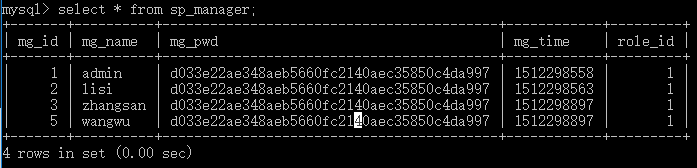 mysql> select * from sp_manager;
| mg_id | mg_name | mg_pwd | mg_time | role_id |
| 1 | admin | d033e22ae348aeb5660fc2140aec35850c4da997 | 1512298558 | 1 |
| 2 | lisi | d033e22ae348aeb5660fc2140aec35850c4da997 | 1512298563 | 1 |
| 3 | zhangsan | d033e22ae348aeb5660fc2140aec35850c4da997 | 1512298897 | 1 |
| 5 | wangwu | d033e22ae348aeb5660fc2140aec35850c4da997 | 1512298897 | 1 |
4 rows in set (0.00 sec)